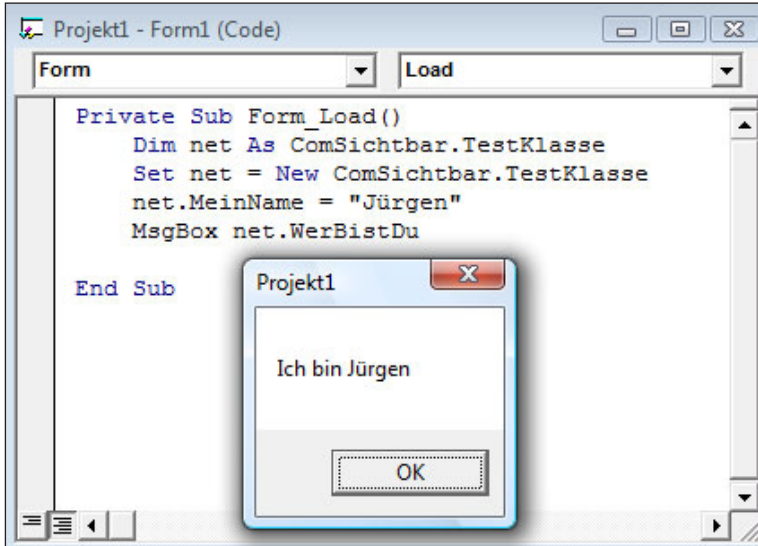 Projekt1 - Form1 (Code)
Form
Load
Private Sub Form_Load()
Dim net As ComSichtbar.TestKlasse
Set net = New ComSichtbar.TestKlasse
net.MeinName = "Jürgen"
MsgBox net.WerBistDu
End Sub
Projekt1
Ich bin Jürgen
OK